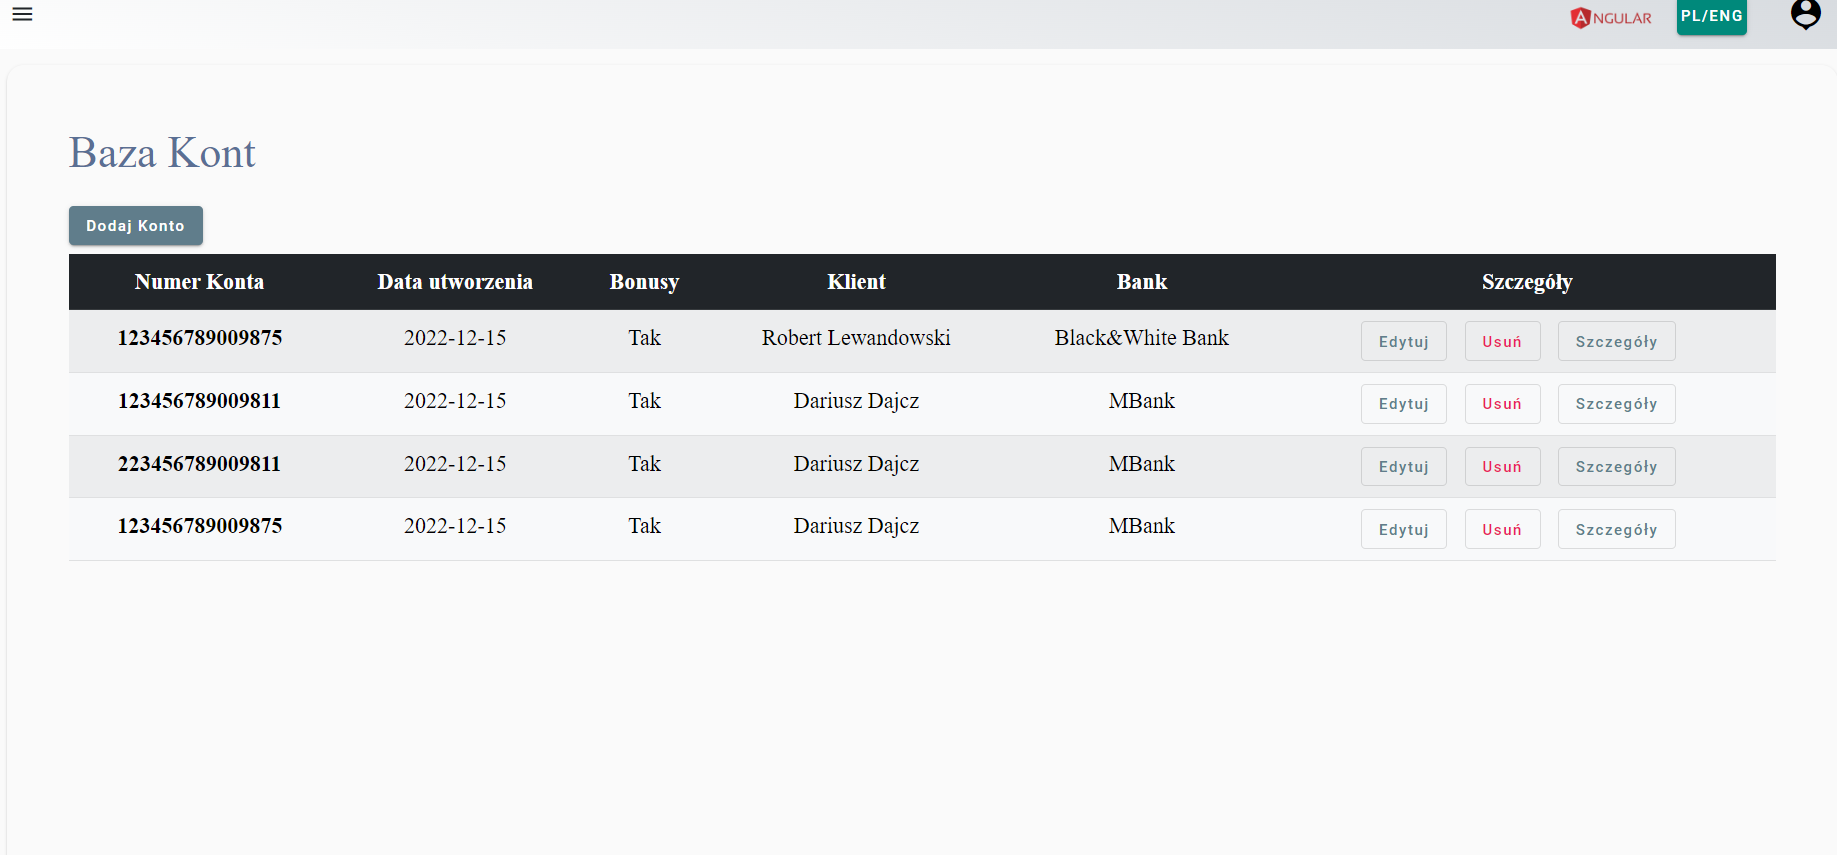 ANGULAR PL/ENG
Baza Kont
Dodaj Konto
Numer Konta Data utworzenia Bonusy Klient Bank Szczegóły
123456789009875 2022-12-15 Tak Robert Lewandowski Black&White Bank Edytuj Usuń Szczegóły
123456789009811 2022-12-15 Tak Dariusz Dajcz MBank Edytuj Usuń Szczegóły
223456789009811 2022-12-15 Tak Dariusz Dajcz MBank Edytuj Usuń Szczegóły
123456789009875 2022-12-15 Tak Dariusz Dajcz MBank Edytuj Usuń Szczegóły